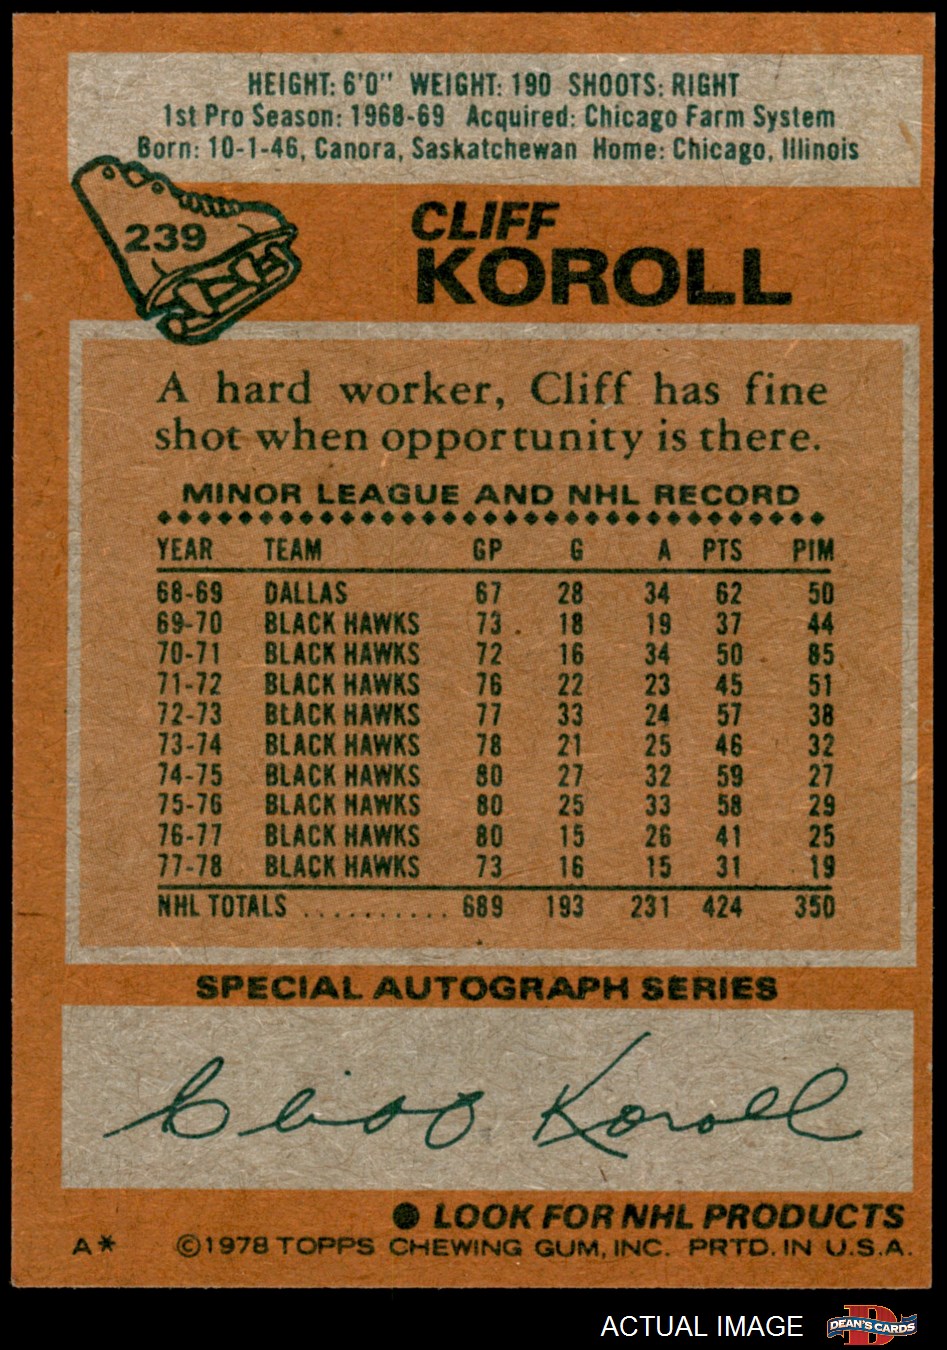 HEIGHT: 6'0" WEIGHT: 190 SHOOTS: RIGHT
1st Pro Season: 1968-69 Acquired: Chicago Farm System
Born: 10-1-46, Canora, Saskatchewan Home: Chicago, Illinois
239
CLIFF
KOROLL
A hard worker, Cliff has fine
shot when opportunity is there.
MINOR LEAGUE AND NHL RECORD
YEAR TEAM GP G A PTS PIM
68-69 DALLAS 67 28 34 62 50
69-70 BLACK HAWKS 73 18 19 37 44
70-71 BLACK HAWKS 72 16 34 50 85
71-72 BLACK HAWKS 76 22 23 45 51
72-73 BLACK HAWKS 77 33 24 57 38
73-74 BLACK HAWKS 78 21 25 46 32
74-75 BLACK HAWKS 80 27 32 59 27
75-76 BLACK HAWKS 80 25 33 58 29
76-77 BLACK HAWKS 80 15 26 41 25
77-78 BLACK HAWKS 73 16 15 31 19
NHL TOTALS .......... 689 193 231 424 350
SPECIAL AUTOGRAPH SERIES
Cliff Koroll
● LOOK FOR NHL PRODUCTS
A* ©1978 TOPPS CHEWING GUM, INC. PRTD. IN U.S.A.
ACTUAL IMAGE D DEAN'S CARDS